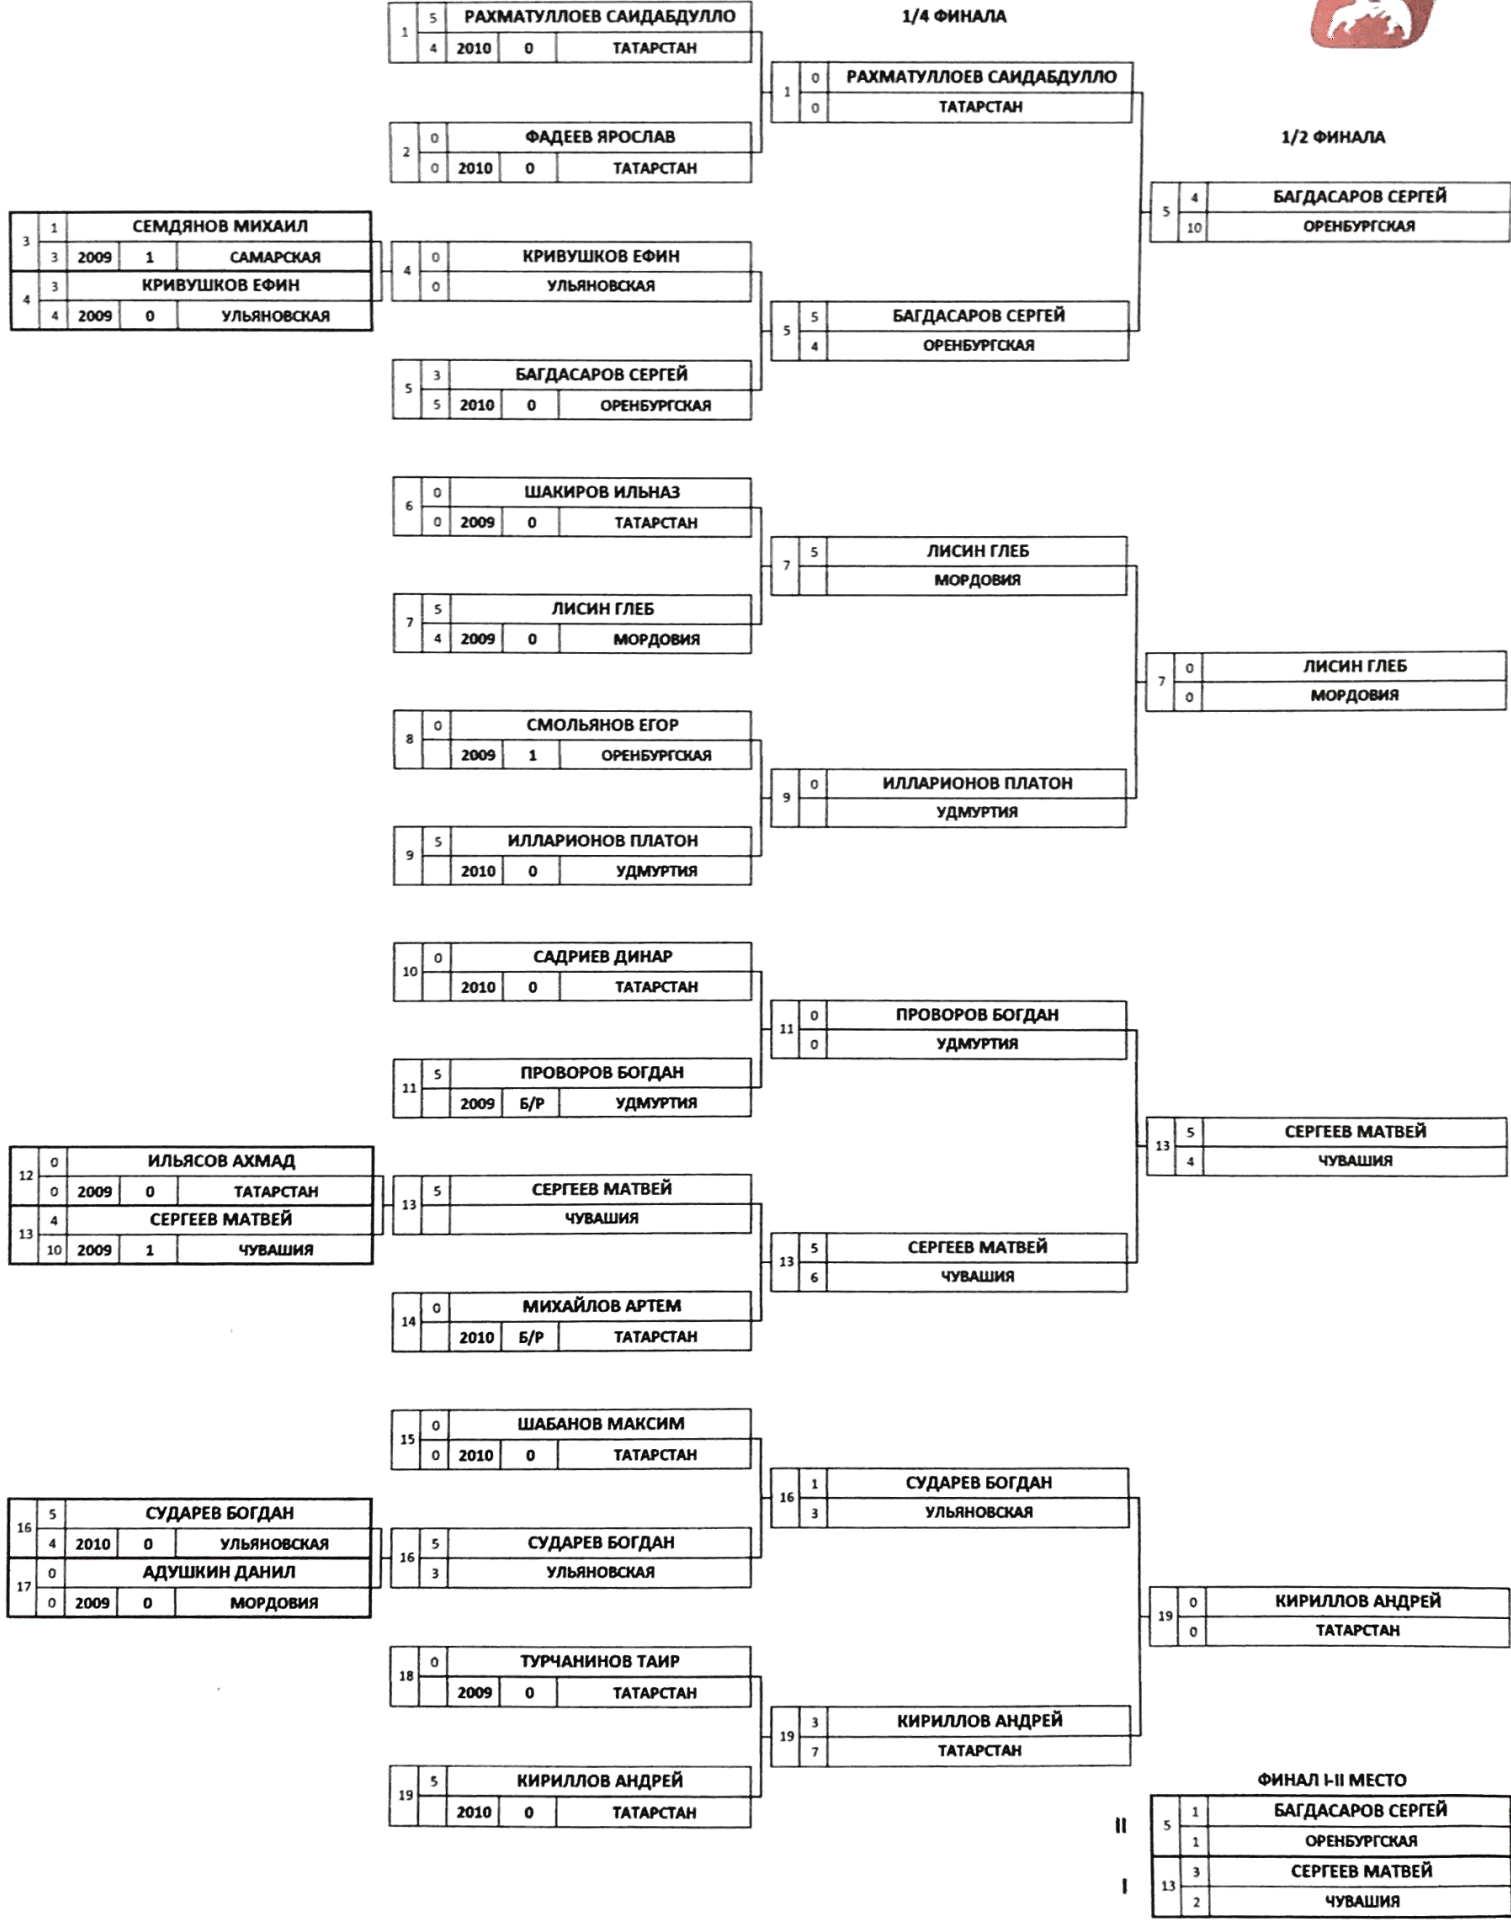 1/4 ФИНАЛА
1/2 ФИНАЛА
1 5 РАХМАТУЛЛОЕВ САИДАБДУЛЛО
4 2010 0 ТАТАРСТАН
2 0 ФАДЕЕВ ЯРОСЛАВ
0 2010 0 ТАТАРСТАН
3 1 СЕМДЯНОВ МИХАИЛ
3 2009 1 САМАРСКАЯ
4 3 КРИВУШКОВ ЕФИН
4 2009 0 УЛЬЯНОВСКАЯ
4 0 КРИВУШКОВ ЕФИН
0 УЛЬЯНОВСКАЯ
5 3 БАГДАСАРОВ СЕРГЕЙ
5 2010 0 ОРЕНБУРГСКАЯ
6 0 ШАКИРОВ ИЛЬНАЗ
0 2009 0 ТАТАРСТАН
7 5 ЛИСИН ГЛЕБ
4 2009 0 МОРДОВИЯ
8 0 СМОЛЬЯНОВ ЕГОР
2009 1 ОРЕНБУРГСКАЯ
9 5 ИЛЛАРИОНОВ ПЛАТОН
2010 0 УДМУРТИЯ
10 0 САДРИЕВ ДИНАР
2010 0 ТАТАРСТАН
11 5 ПРОВОРОВ БОГДАН
2009 Б/Р УДМУРТИЯ
12 0 ИЛЬЯСОВ АХМАД
0 2009 0 ТАТАРСТАН
13 4 СЕРГЕЕВ МАТВЕЙ
10 2009 1 ЧУВАШИЯ
13 5 СЕРГЕЕВ МАТВЕЙ
ЧУВАШИЯ
14 0 МИХАЙЛОВ АРТЕМ
2010 Б/Р ТАТАРСТАН
15 0 ШАБАНОВ МАКСИМ
0 2010 0 ТАТАРСТАН
16 5 СУДАРЕВ БОГДАН
4 2010 0 УЛЬЯНОВСКАЯ
17 0 АДУШКИН ДАНИЛ
0 2009 0 МОРДОВИЯ
16 5 СУДАРЕВ БОГДАН
3 УЛЬЯНОВСКАЯ
18 0 ТУРЧАНИНОВ ТАИР
2009 0 ТАТАРСТАН
19 5 КИРИЛЛОВ АНДРЕЙ
2010 0 ТАТАРСТАН
1 0 РАХМАТУЛЛОЕВ САИДАБДУЛЛО
0 ТАТАРСТАН
5 5 БАГДАСАРОВ СЕРГЕЙ
4 ОРЕНБУРГСКАЯ
7 5 ЛИСИН ГЛЕБ
МОРДОВИЯ
9 0 ИЛЛАРИОНОВ ПЛАТОН
УДМУРТИЯ
11 0 ПРОВОРОВ БОГДАН
0 УДМУРТИЯ
13 5 СЕРГЕЕВ МАТВЕЙ
6 ЧУВАШИЯ
16 1 СУДАРЕВ БОГДАН
3 УЛЬЯНОВСКАЯ
19 3 КИРИЛЛОВ АНДРЕЙ
7 ТАТАРСТАН
5 4 БАГДАСАРОВ СЕРГЕЙ
10 ОРЕНБУРГСКАЯ
7 0 ЛИСИН ГЛЕБ
0 МОРДОВИЯ
13 5 СЕРГЕЕВ МАТВЕЙ
4 ЧУВАШИЯ
19 0 КИРИЛЛОВ АНДРЕЙ
0 ТАТАРСТАН
ФИНАЛ I-II МЕСТО
II 5 1 БАГДАСАРОВ СЕРГЕЙ
1 ОРЕНБУРГСКАЯ
I 13 3 СЕРГЕЕВ МАТВЕЙ
2 ЧУВАШИЯ